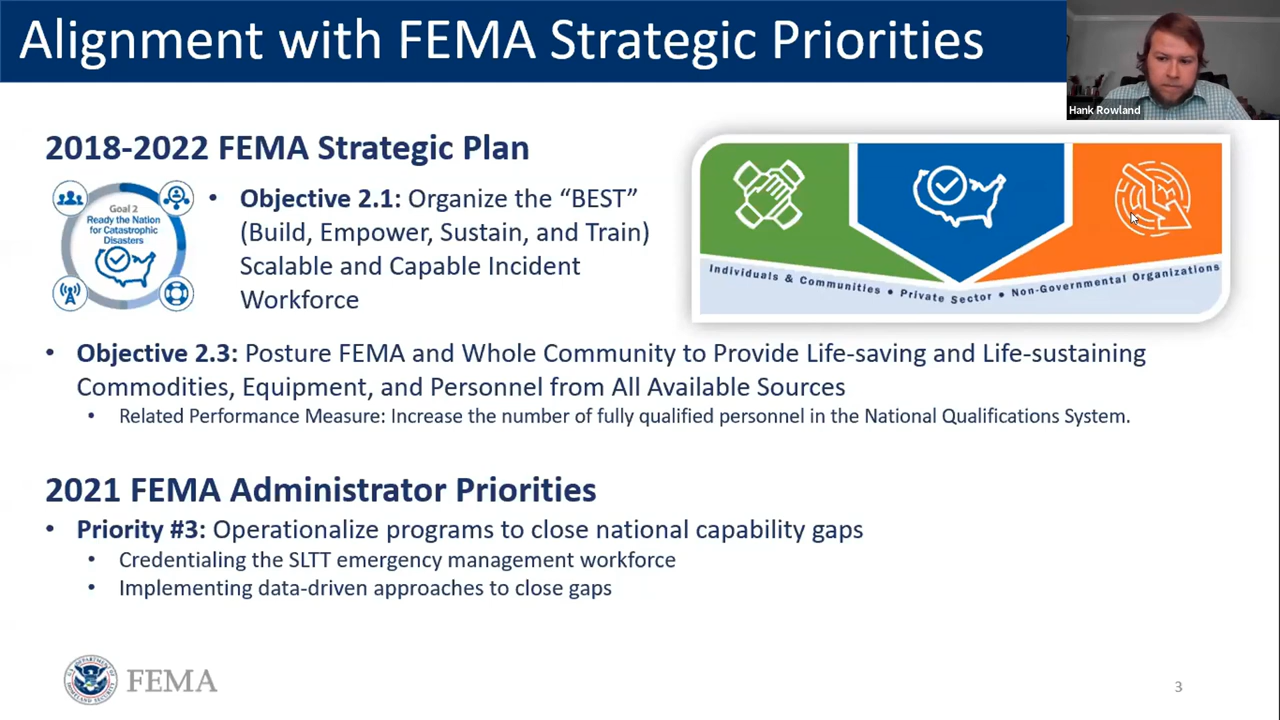 Alignment with FEMA Strategic Priorities
Hank Rowland
2018-2022 FEMA Strategic Plan
Goal 2
Ready the Nation
for Catastrophic
Disasters
• Objective 2.1: Organize the “BEST”
(Build, Empower, Sustain, and Train)
Scalable and Capable Incident
Workforce
Individuals & Communities • Private Sector • Non-Governmental Organizations
• Objective 2.3: Posture FEMA and Whole Community to Provide Life-saving and Life-sustaining
Commodities, Equipment, and Personnel from All Available Sources
• Related Performance Measure: Increase the number of fully qualified personnel in the National Qualifications System.
2021 FEMA Administrator Priorities
• Priority #3: Operationalize programs to close national capability gaps
• Credentialing the SLTT emergency management workforce
• Implementing data-driven approaches to close gaps
FEMA
3